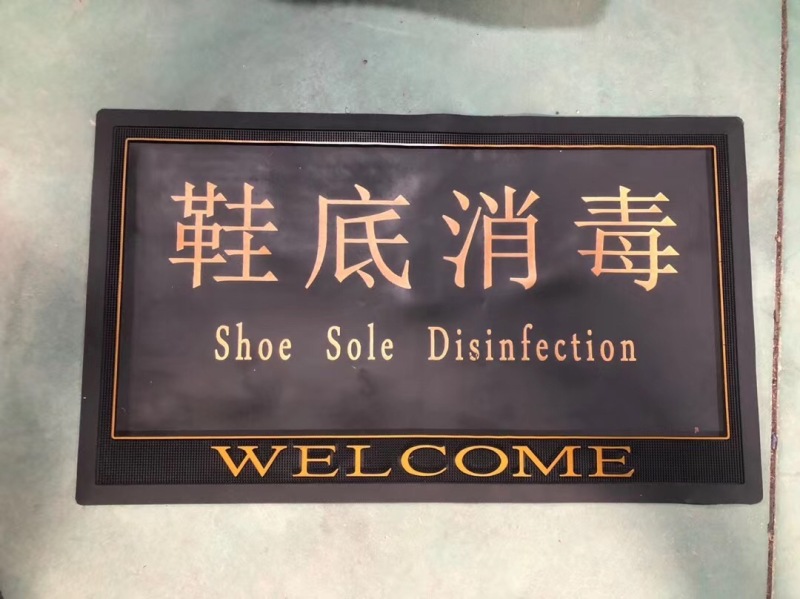 鞋底消毒
Shoe Sole Disinfection
WELCOME